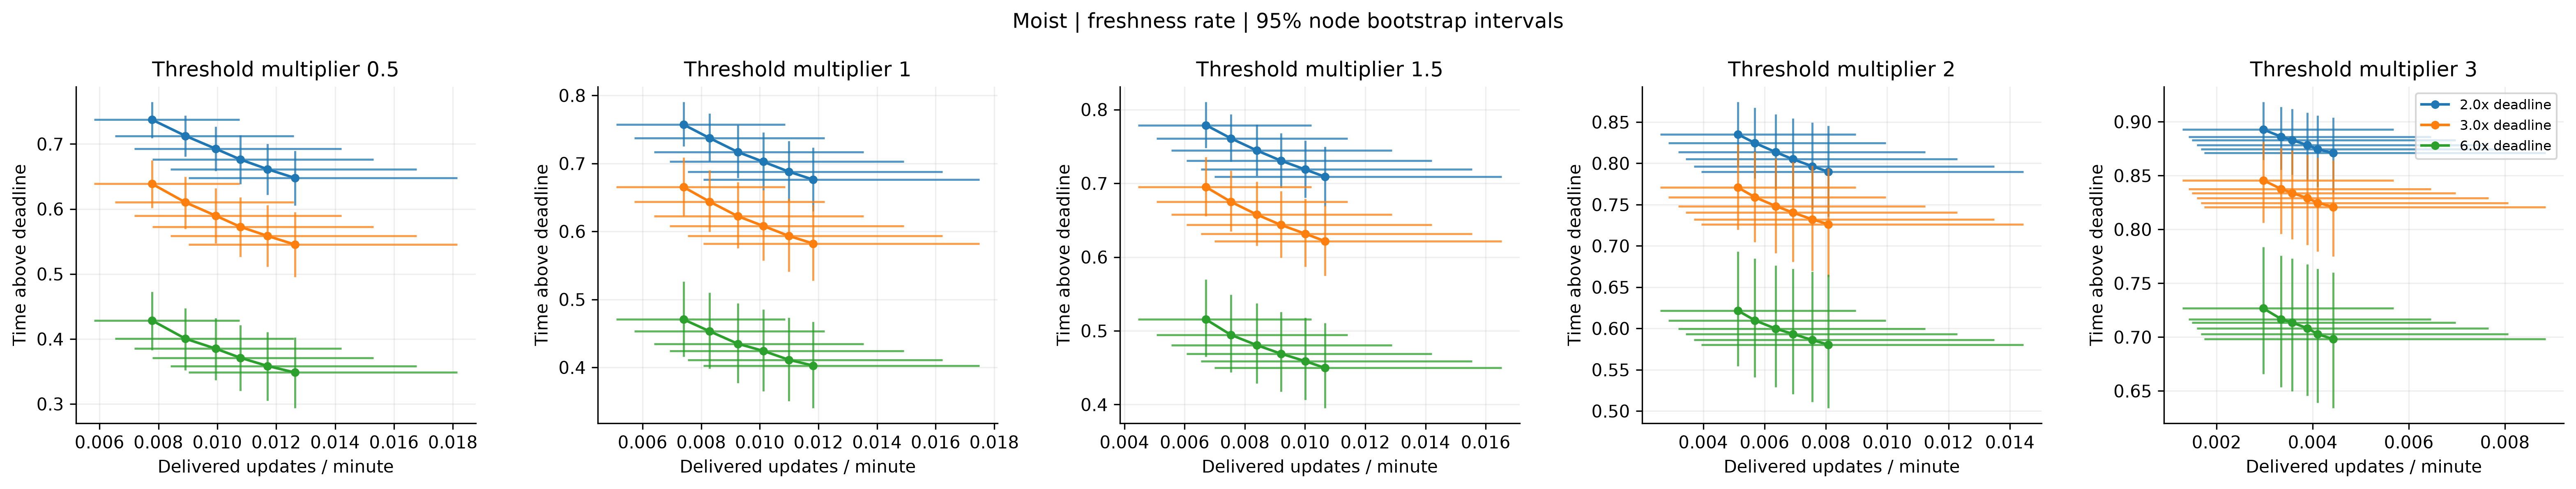 Moist | freshness rate | 95% node bootstrap intervals
Threshold multiplier 0.5
Time above deadline
0.7
0.6
0.5
0.4
0.3
0.006 0.008 0.010 0.012 0.014 0.016 0.018
Delivered updates / minute
Threshold multiplier 1
Time above deadline
0.8
0.7
0.6
0.5
0.4
0.006 0.008 0.010 0.012 0.014 0.016 0.018
Delivered updates / minute
Threshold multiplier 1.5
Time above deadline
0.8
0.7
0.6
0.5
0.4
0.004 0.006 0.008 0.010 0.012 0.014 0.016
Delivered updates / minute
Threshold multiplier 2
Time above deadline
0.85
0.80
0.75
0.70
0.65
0.60
0.55
0.50
0.004 0.006 0.008 0.010 0.012 0.014
Delivered updates / minute
Threshold multiplier 3
2.0x deadline
3.0x deadline
6.0x deadline
Time above deadline
0.90
0.85
0.80
0.75
0.70
0.65
0.002 0.004 0.006 0.008
Delivered updates / minute